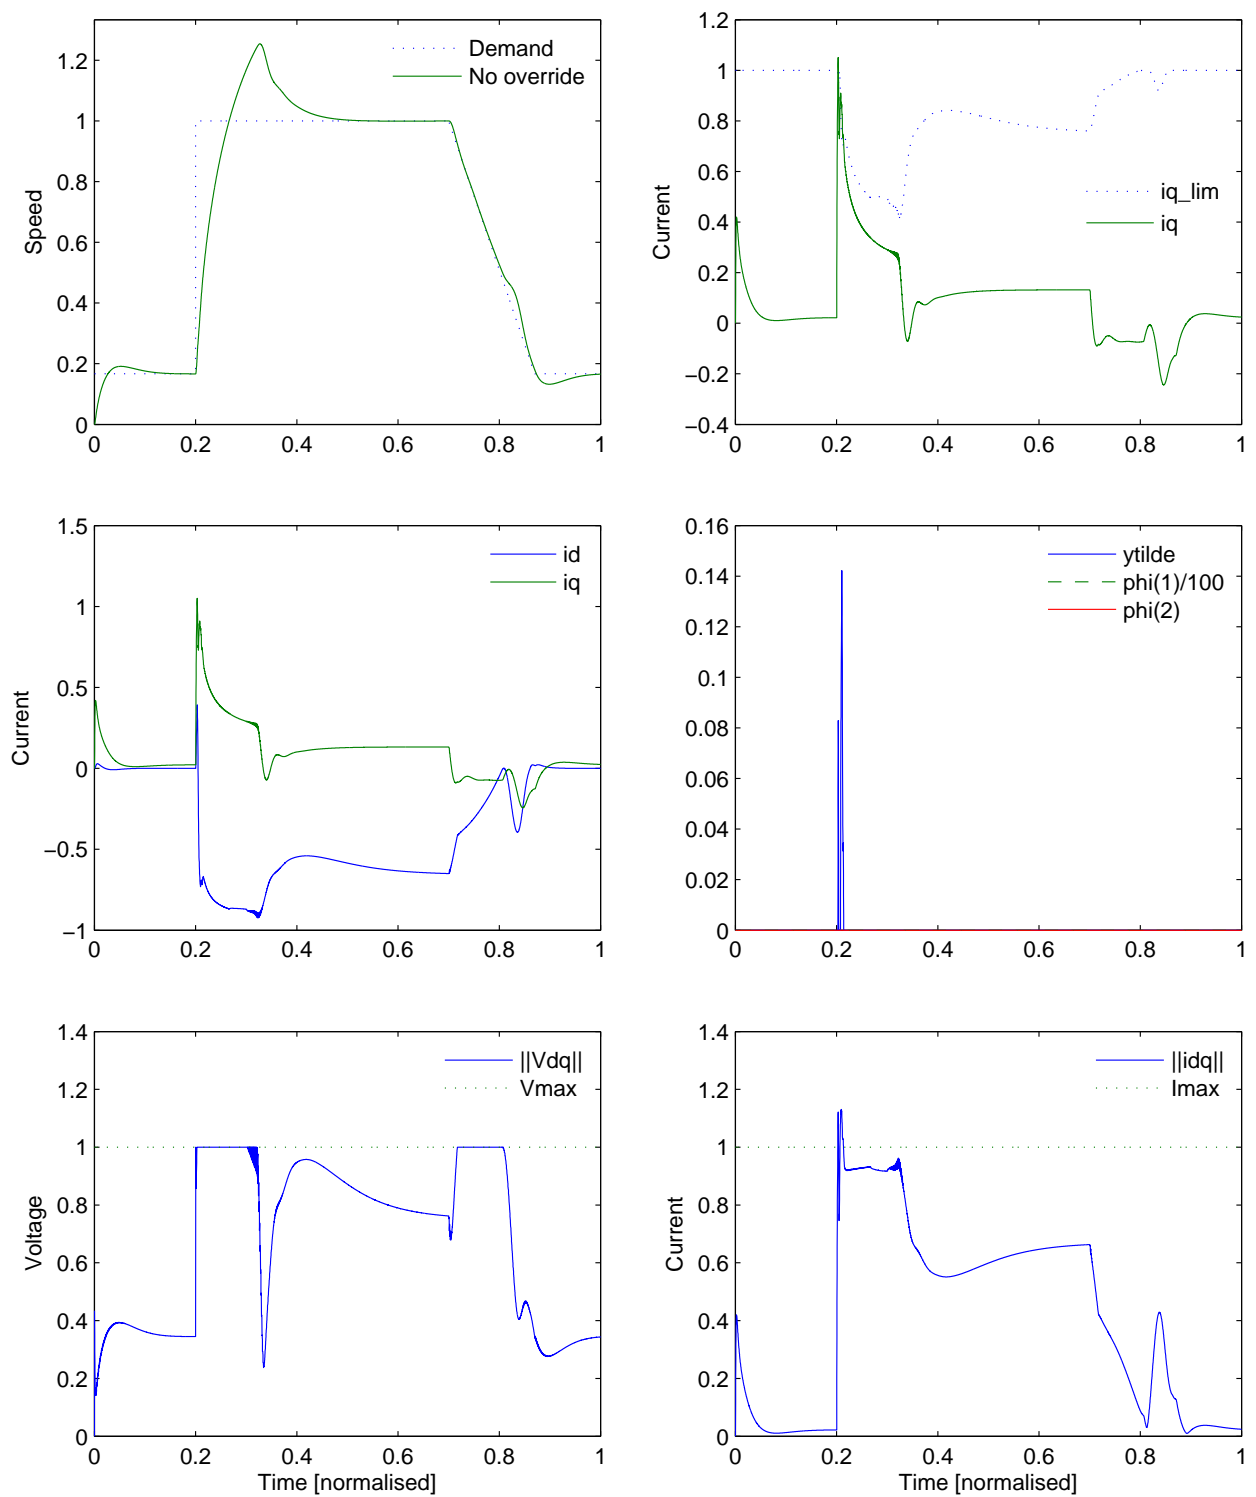 Demand
No override
Speed
0
0.2
0.4
0.6
0.8
1
1.2
0 0.2 0.4 0.6 0.8 1
iq_lim
iq
Current
−0.4
−0.2
0
0.2
0.4
0.6
0.8
1
1.2
0 0.2 0.4 0.6 0.8 1
id
iq
Current
−1
−0.5
0
0.5
1
1.5
0 0.2 0.4 0.6 0.8 1
ytilde
phi(1)/100
phi(2)
0
0.02
0.04
0.06
0.08
0.1
0.12
0.14
0.16
0 0.2 0.4 0.6 0.8 1
||Vdq||
Vmax
Voltage
0
0.2
0.4
0.6
0.8
1
1.2
1.4
0 0.2 0.4 0.6 0.8 1
Time [normalised]
||idq||
Imax
Current
0
0.2
0.4
0.6
0.8
1
1.2
1.4
0 0.2 0.4 0.6 0.8 1
Time [normalised]